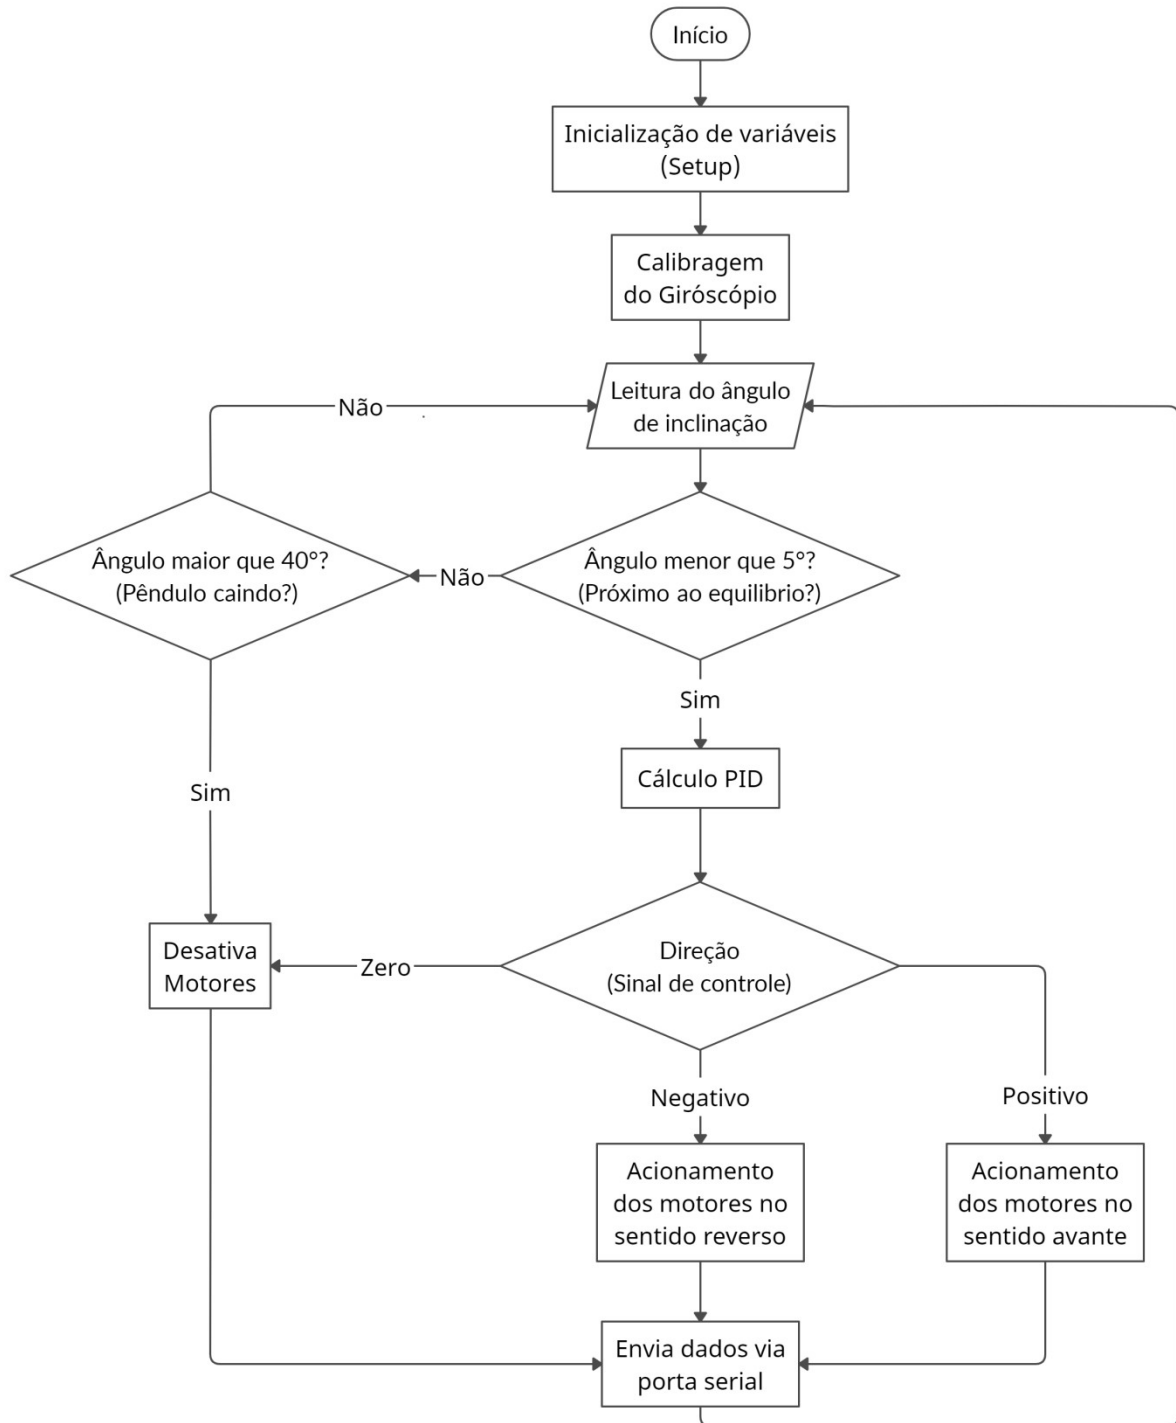 Início
Inicialização de variáveis
(Setup)
Calibragem
do Giróscópio
Leitura do ângulo
de inclinação
Não
Ângulo maior que 40°?
(Pêndulo caindo?)
Não
Ângulo menor que 5°?
(Próximo ao equilibrio?)
Sim
Sim
Cálculo PID
Desativa
Motores
Zero
Direção
(Sinal de controle)
Negativo
Positivo
Acionamento
dos motores no
sentido reverso
Acionamento
dos motores no
sentido avante
Envia dados via
porta serial